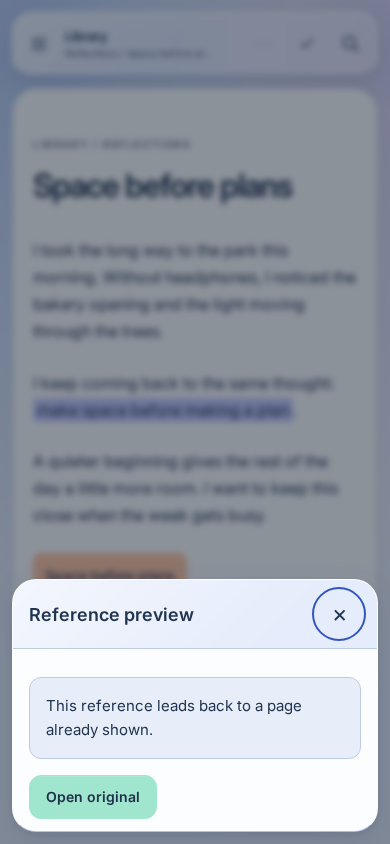 Library
LIBRARY / REFLECTIONS
Space before plans
I took the long way to the park this
morning. Without headphones, I noticed the
bakery opening and the light moving
through the trees.
I keep coming back to the same thought:
make space before making a plan.
A quieter beginning gives the rest of the
day a little more room. I want to keep this
close when the week gets busy.
Space before plans
Reference preview
This reference leads back to a page
already shown.
Open original